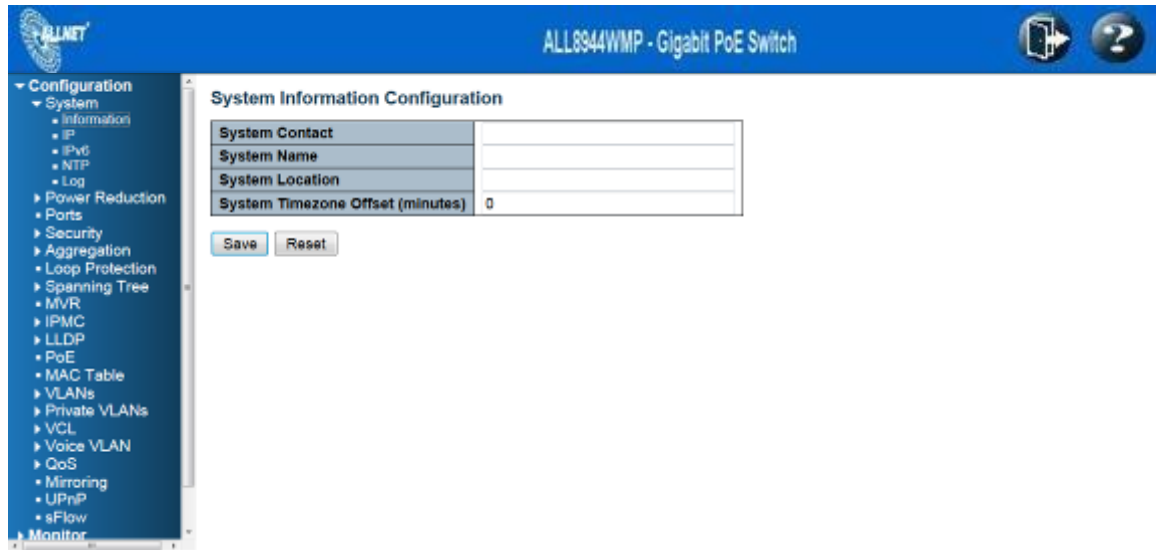 ALLNET
ALL8944WMP - Gigabit PoE Switch
Configuration
System
Information
IP
IPv6
NTP
Log
Power Reduction
Ports
Security
Aggregation
Loop Protection
Spanning Tree
MVR
IPMC
LLDP
PoE
MAC Table
VLANs
Private VLANs
VCL
Voice VLAN
QoS
Mirroring
UPnP
sFlow
Monitor
System Information Configuration
System Contact
System Name
System Location
System Timezone Offset (minutes) 0
Save Reset